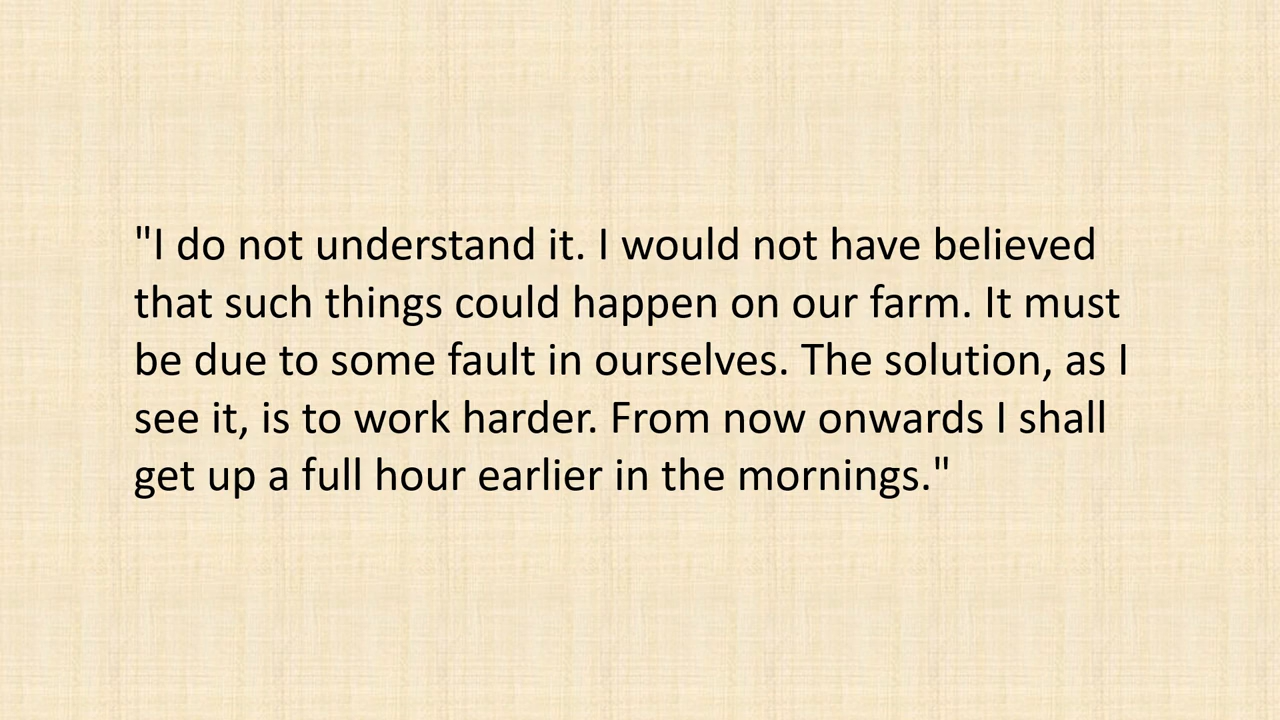 "I do not understand it. I would not have believed
that such things could happen on our farm. It must
be due to some fault in ourselves. The solution, as I
see it, is to work harder. From now onwards I shall
get up a full hour earlier in the mornings."